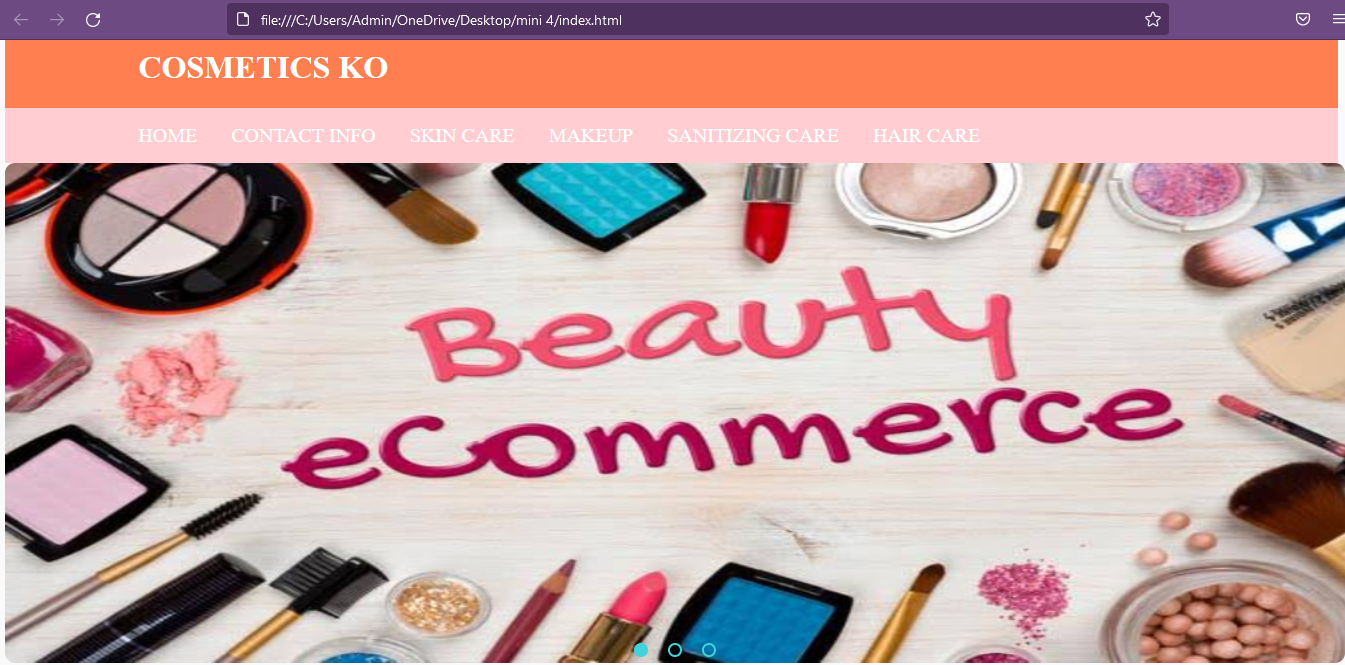 file:///C:/Users/Admin/OneDrive/Desktop/mini 4/index.html
COSMETICS KO
HOME CONTACT INFO SKIN CARE MAKEUP SANITIZING CARE HAIR CARE
Beauty
eCommerce